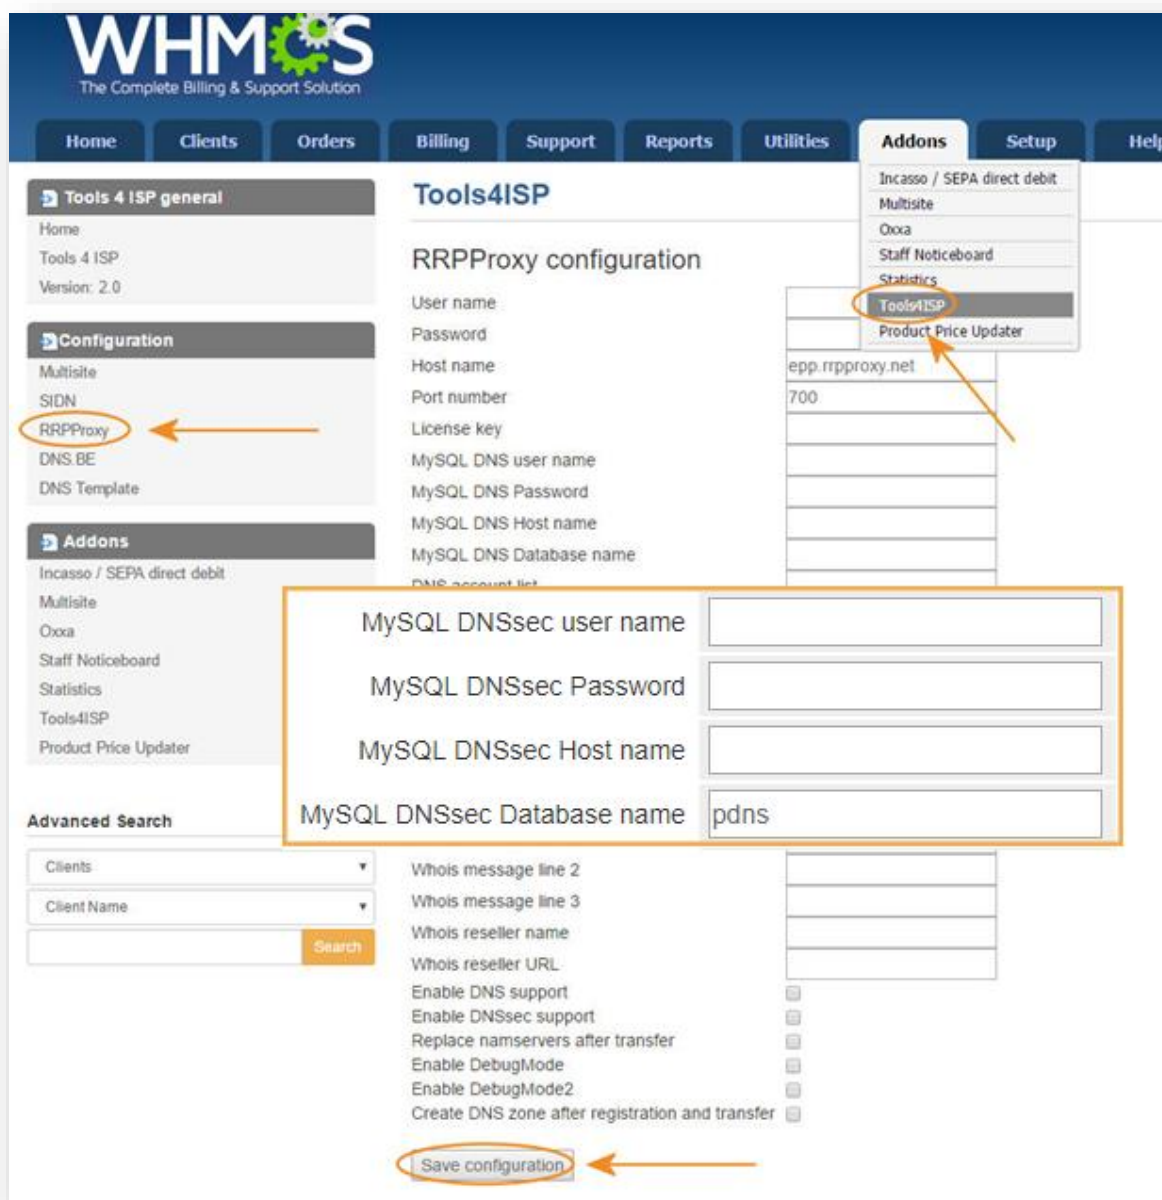 WHMCS
The Complete Billing & Support Solution
Home Clients Orders Billing Support Reports Utilities Addons Setup Help
Incasso / SEPA direct debit
Multisite
Oxxa
Staff Noticeboard
Statistics
Tools4ISP
Product Price Updater
Tools 4 ISP general
Home
Tools 4 ISP
Version: 2.0
Configuration
Multisite
SIDN
RRPProxy
DNS.BE
DNS Template
Addons
Incasso / SEPA direct debit
Multisite
Oxxa
Staff Noticeboard
Statistics
Tools4ISP
Product Price Updater
Advanced Search
Clients
Client Name
Search
Tools4ISP
RRPProxy configuration
User name
Password
Host name epp.rrpproxy.net
Port number 700
License key
MySQL DNS user name
MySQL DNS Password
MySQL DNS Host name
MySQL DNS Database name
DNS account list
MySQL DNSsec user name
MySQL DNSsec Password
MySQL DNSsec Host name
MySQL DNSsec Database name pdns
Whois message line 2
Whois message line 3
Whois reseller name
Whois reseller URL
Enable DNS support
Enable DNSsec support
Replace namservers after transfer
Enable DebugMode
Enable DebugMode2
Create DNS zone after registration and transfer
Save configuration